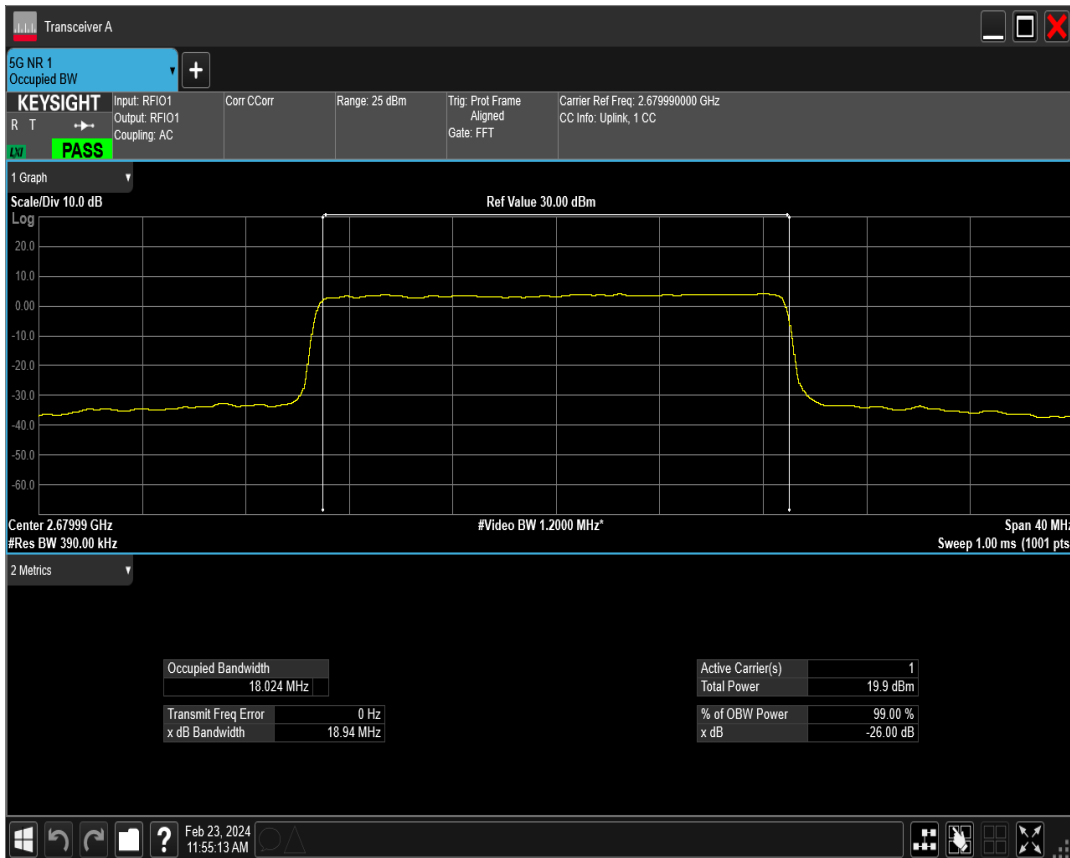 Transceiver A
5G NR 1
Occupied BW
KEYSIGHT
R T
LXI
PASS
Input: RFIO1
Output: RFIO1
Coupling: AC
Corr CCorr
Range: 25 dBm
Trig: Prot Frame
Aligned
Gate: FFT
Carrier Ref Freq: 2.679990000 GHz
CC Info: Uplink, 1 CC
1 Graph
Scale/Div 10.0 dB
Ref Value 30.00 dBm
Log
20.0
10.0
0.00
-10.0
-20.0
-30.0
-40.0
-50.0
-60.0
Center 2.67999 GHz
#Video BW 1.2000 MHz*
Span 40 MHz
#Res BW 390.00 kHz
Sweep 1.00 ms (1001 pts
2 Metrics
Occupied Bandwidth
18.024 MHz
Transmit Freq Error 0 Hz
x dB Bandwidth 18.94 MHz
Active Carrier(s) 1
Total Power 19.9 dBm
% of OBW Power 99.00 %
x dB -26.00 dB
Feb 23, 2024
11:55:13 AM